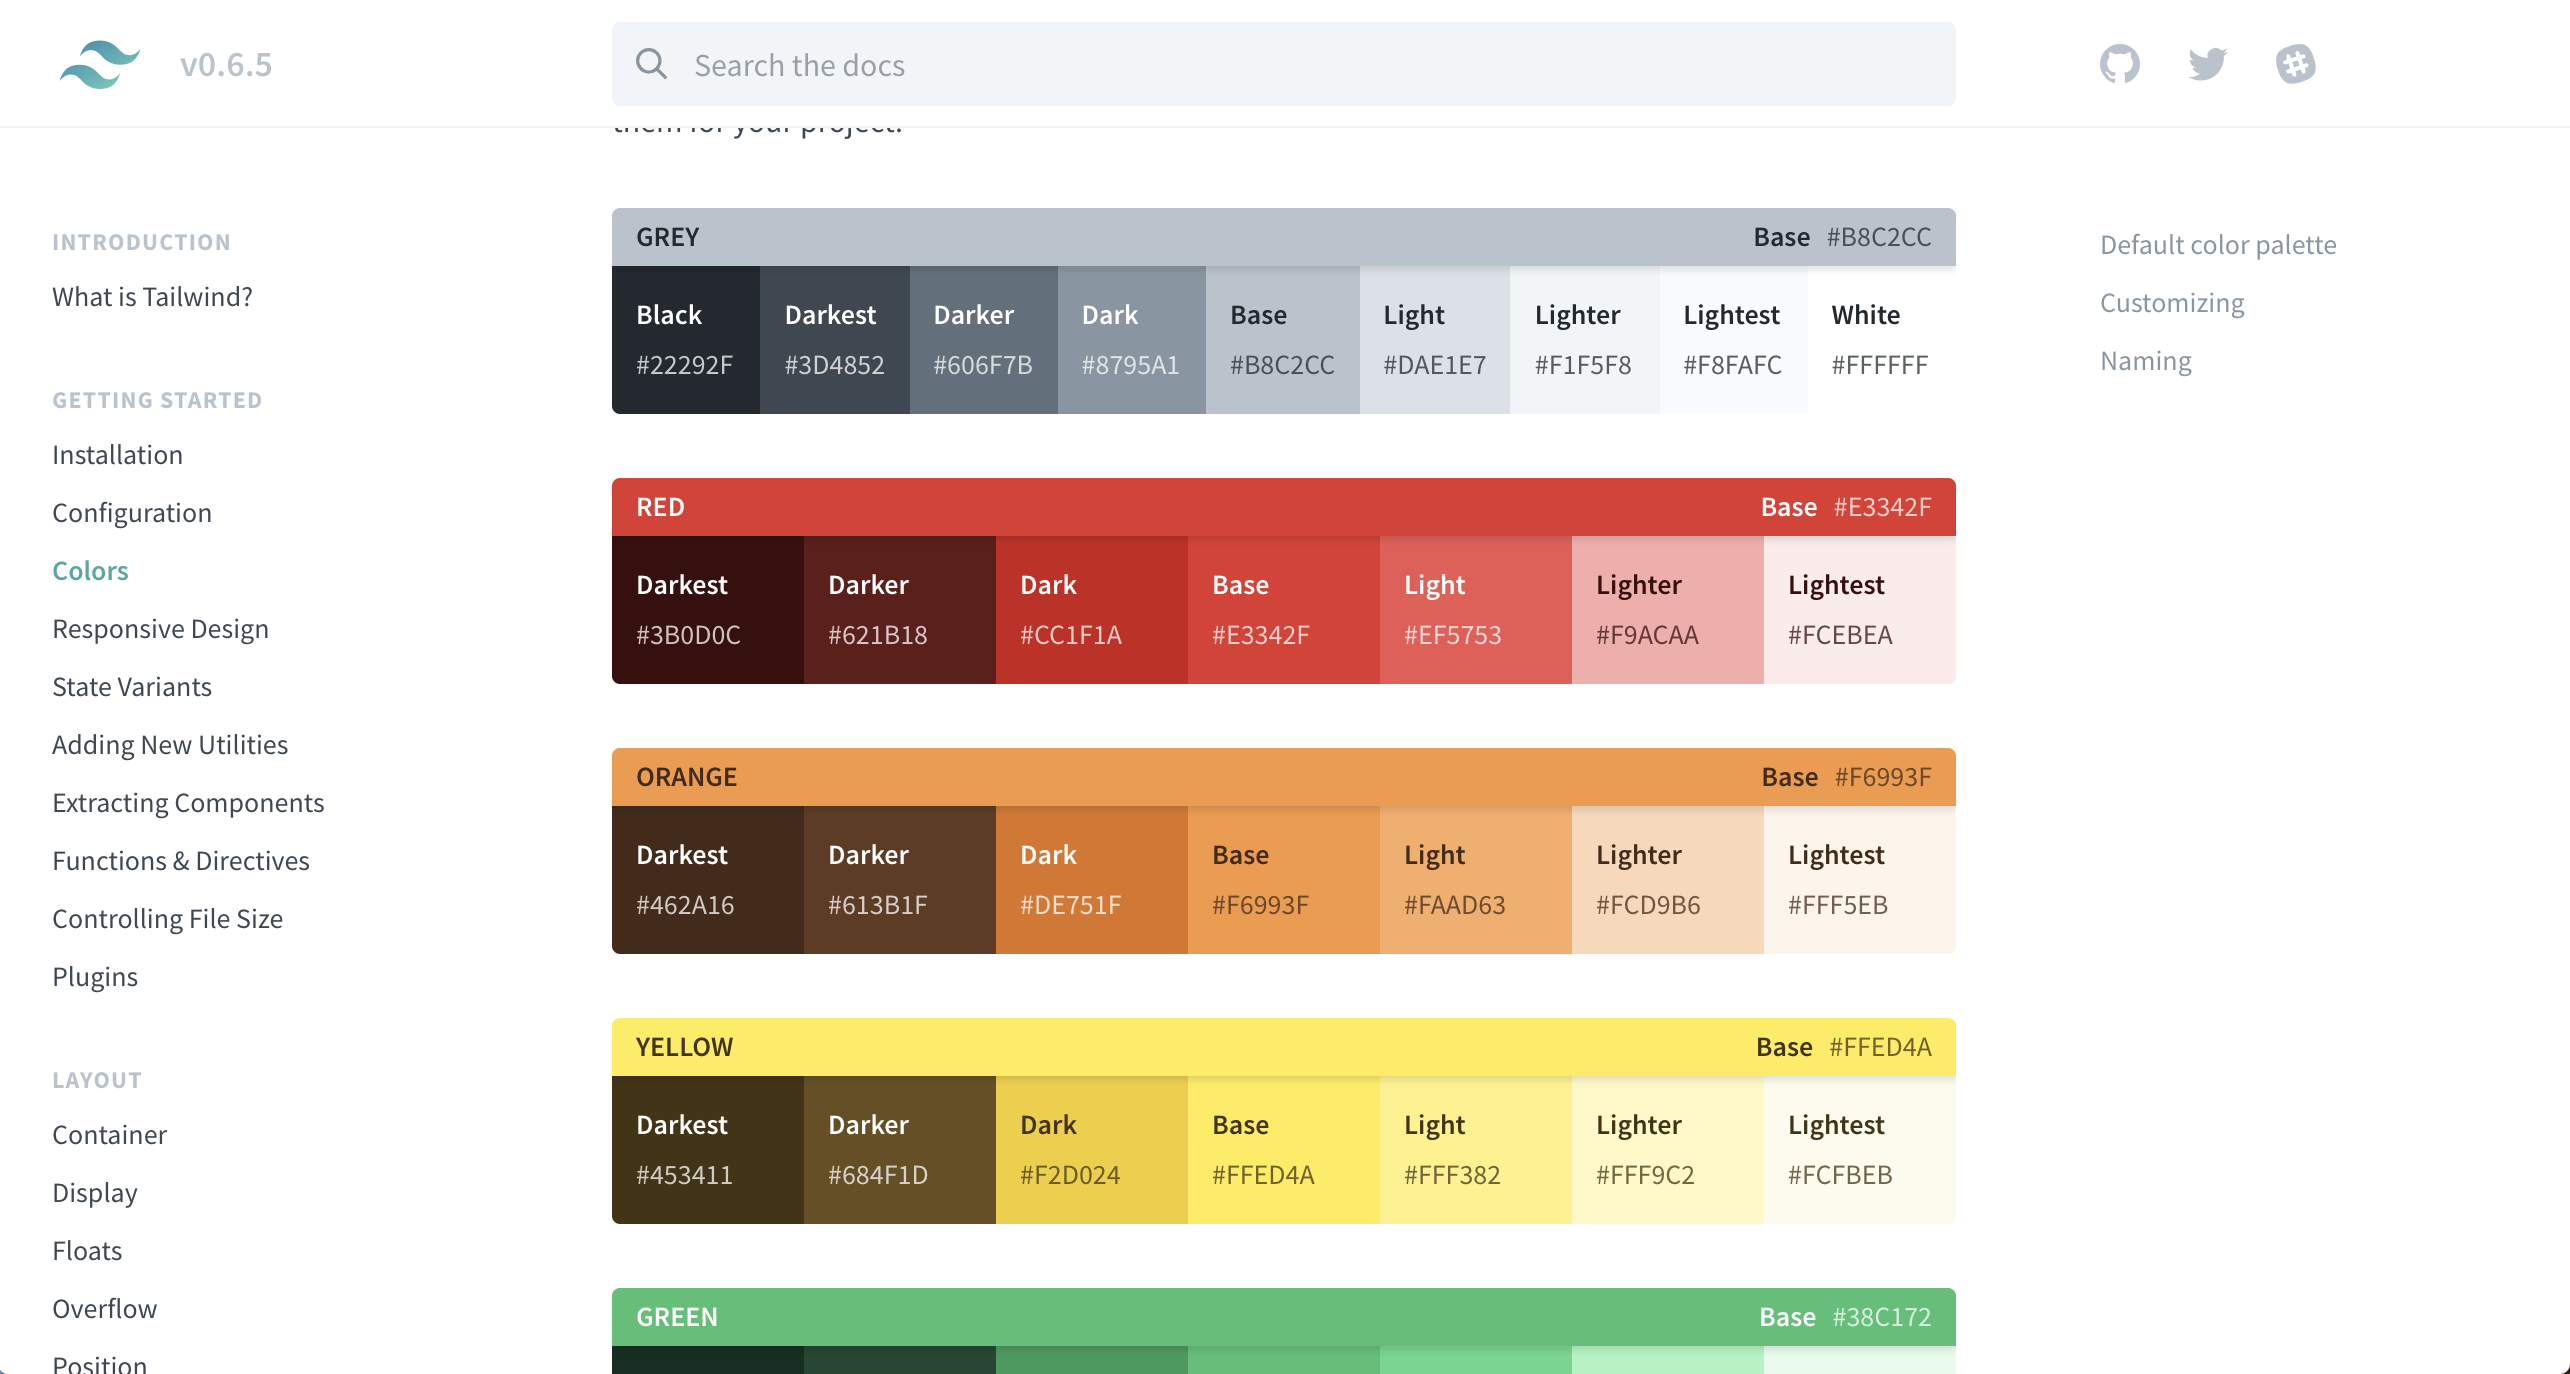 v0.6.5
Search the docs
them for your project.
INTRODUCTION
What is Tailwind?
GETTING STARTED
Installation
Configuration
Colors
Responsive Design
State Variants
Adding New Utilities
Extracting Components
Functions & Directives
Controlling File Size
Plugins
LAYOUT
Container
Display
Floats
Overflow
Position
GREY Base #B8C2CC
Black Darkest Darker Dark Base Light Lighter Lightest White
#22292F #3D4852 #606F7B #8795A1 #B8C2CC #DAE1E7 #F1F5F8 #F8FAFC #FFFFFF
RED Base #E3342F
Darkest Darker Dark Base Light Lighter Lightest
#3B0D0C #621B18 #CC1F1A #E3342F #EF5753 #F9ACAA #FCEBEA
ORANGE Base #F6993F
Darkest Darker Dark Base Light Lighter Lightest
#462A16 #613B1F #DE751F #F6993F #FAAD63 #FCD9B6 #FFF5EB
YELLOW Base #FFED4A
Darkest Darker Dark Base Light Lighter Lightest
#453411 #684F1D #F2D024 #FFED4A #FFF382 #FFF9C2 #FCFBEB
GREEN Base #38C172
Default color palette
Customizing
Naming